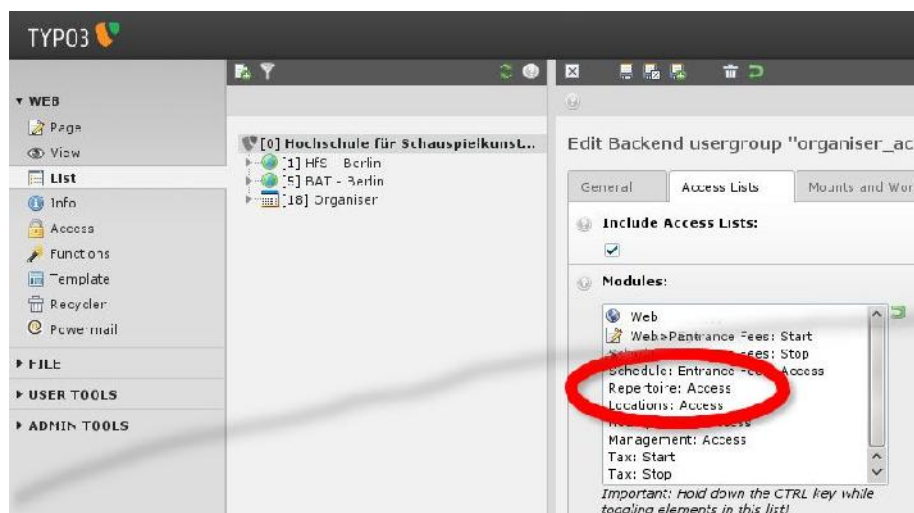 TYPO3
WEB
Page
View
List
Info
Access
Functions
Template
Recycler
Powermail
FILE
USER TOOLS
ADMIN TOOLS
[0] Hochschule für Schauspielkunst...
[1] HfS - Berlin
[5] BAT - Berlin
[18] Organiser
Edit Backend usergroup "organiser_ac
General
Access Lists
Mounts and Wor
Include Access Lists:
Modules:
Web
Entrance Fees: Start
Fees: Stop
Schedule: Entrance Access
Repertoire: Access
Locations: Access
Management: Access
Tax: Start
Tax: Stop
Important: Hold down the CTRL key while
toggling elements in this list!